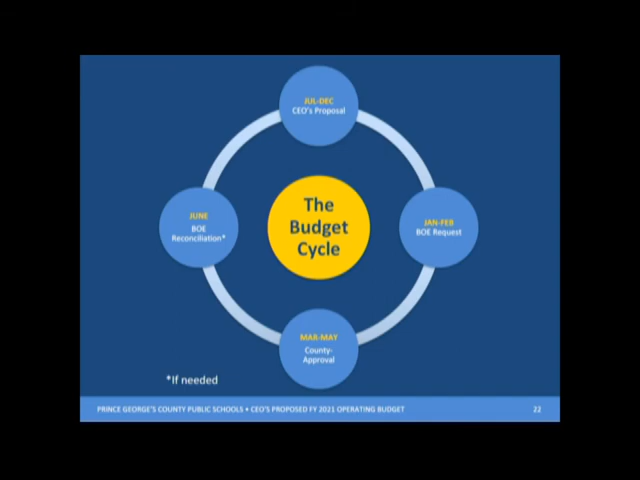 JUL-DEC
CEO's Proposal
The
Budget
Cycle
JUNE
BOE
Reconciliation*
JAN-FEB
BOE Request
MAR-MAY
County-
Approval
*If needed
PRINCE GEORGE'S COUNTY PUBLIC SCHOOLS • CEO'S PROPOSED FY 2021 OPERATING BUDGET 22